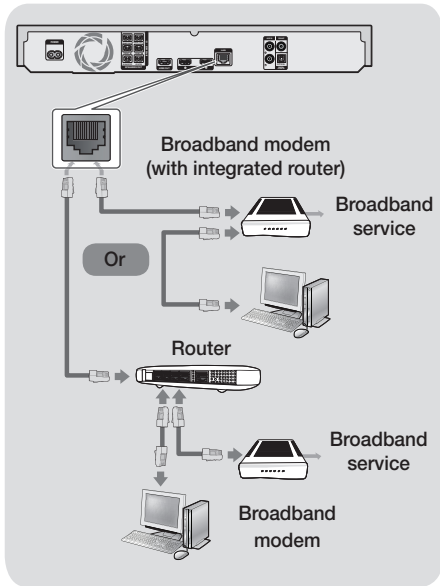 Broadband modem
(with integrated router)
Broadband
service
Or
Router
Broadband
service
Broadband
modem